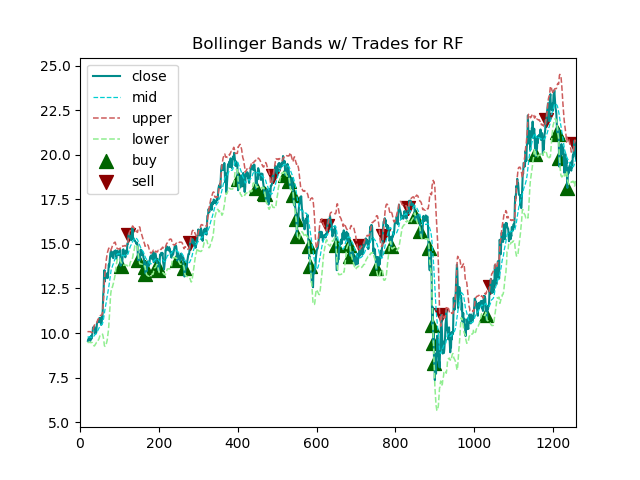 Bollinger Bands w/ Trades for RF
25.0
22.5
20.0
17.5
15.0
12.5
10.0
7.5
5.0
close
mid
upper
lower
buy
sell
0 200 400 600 800 1000 1200